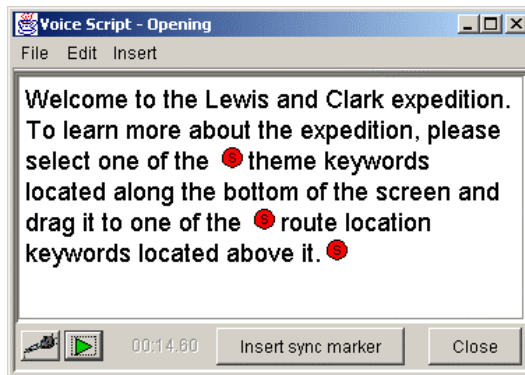 Voice Script - Opening
File Edit Insert
Welcome to the Lewis and Clark expedition.
To learn more about the expedition, please
select one of the S theme keywords
located along the bottom of the screen and
drag it to one of the S route location
keywords located above it. S
00:14.60 Insert sync marker Close